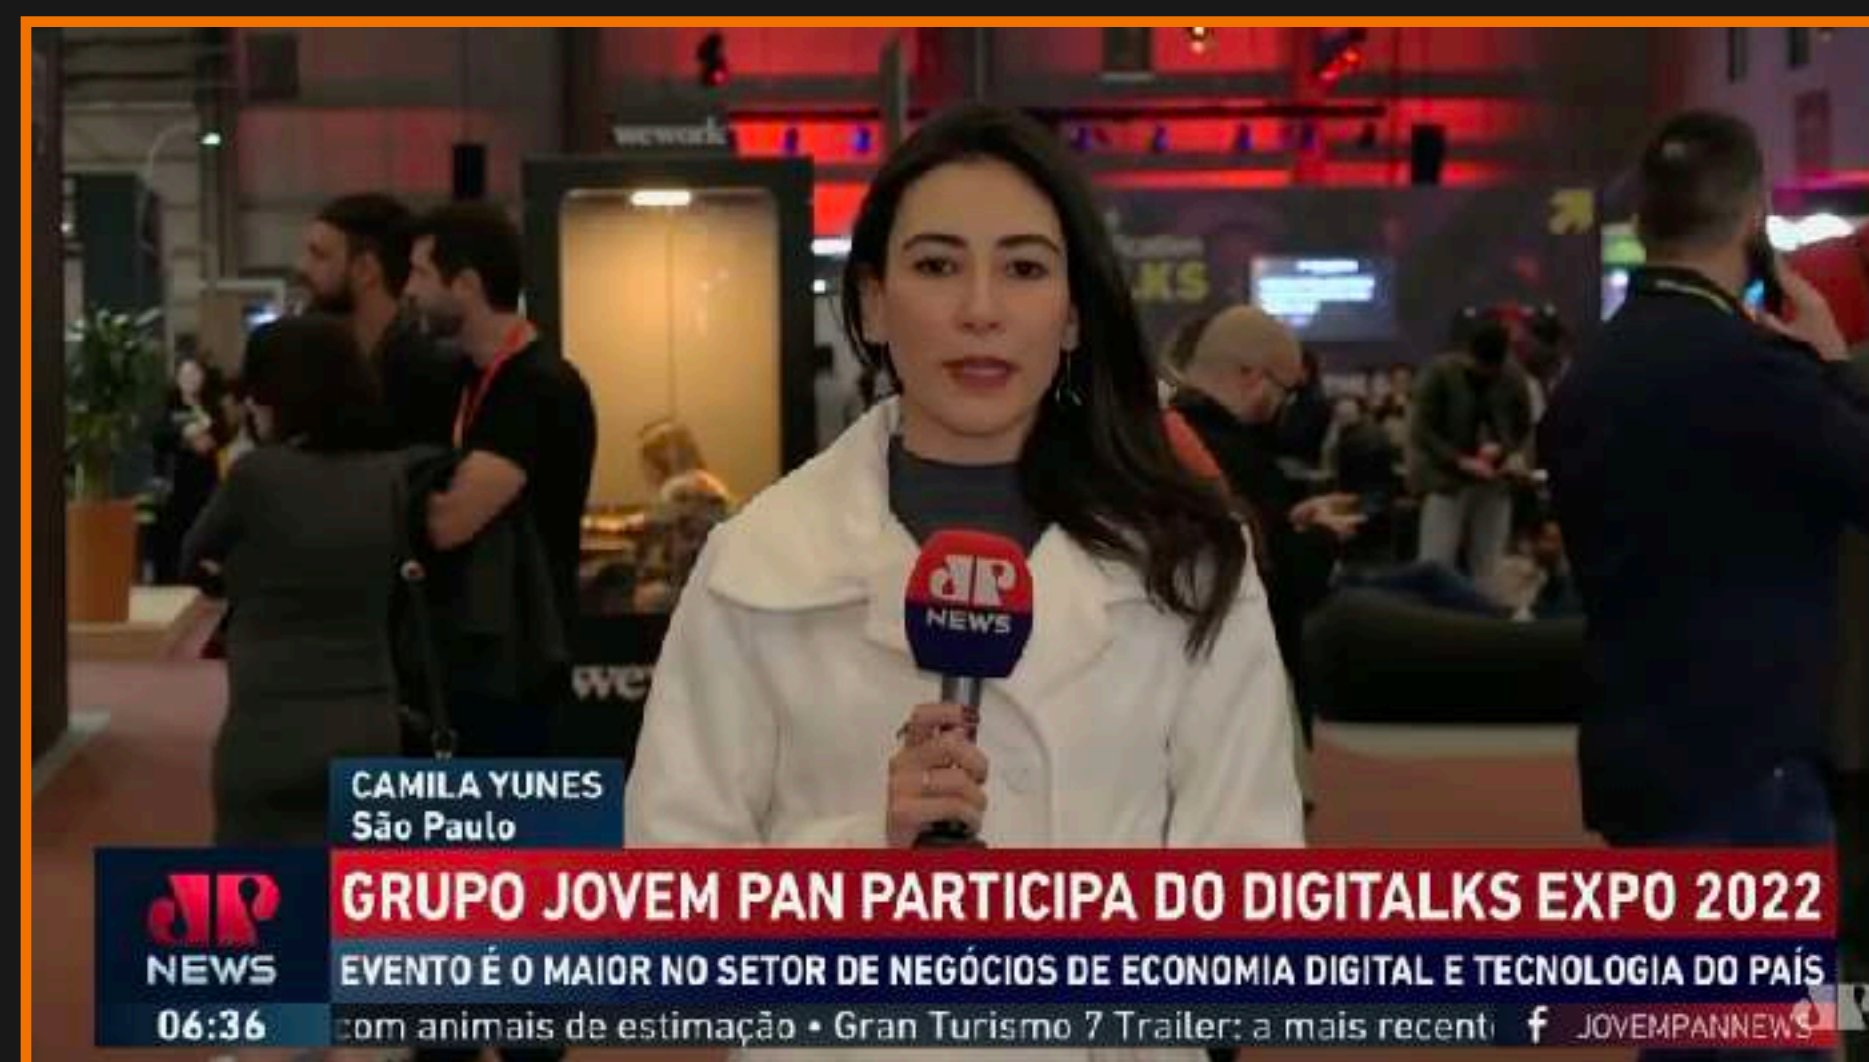 wework
LKS
NEWS
we
CAMILA YUNES
São Paulo
GRUPO JOVEM PAN PARTICIPA DO DIGITALKS EXPO 2022
JP
NEWS
EVENTO É O MAIOR NO SETOR DE NEGÓCIOS DE ECONOMIA DIGITAL E TECNOLOGIA DO PAÍS
06:36
com animais de estimação • Gran Turismo 7 Trailer: a mais recent
f JOVEMPANNEWS